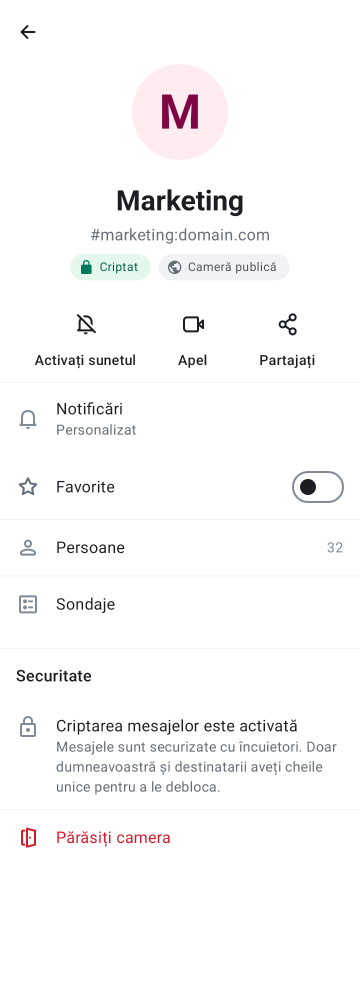 M
Marketing
#marketing:domain.com
Criptat
Cameră publică
Activați sunetul
Apel
Partajați
Notificări
Personalizat
Favorite
Persoane
32
Sondaje
Securitate
Criptarea mesajelor este activată
Mesajele sunt securizate cu încuietori. Doar
dumneavoastră și destinatarii aveți cheile
unice pentru a le debloca.
Părăsiți camera